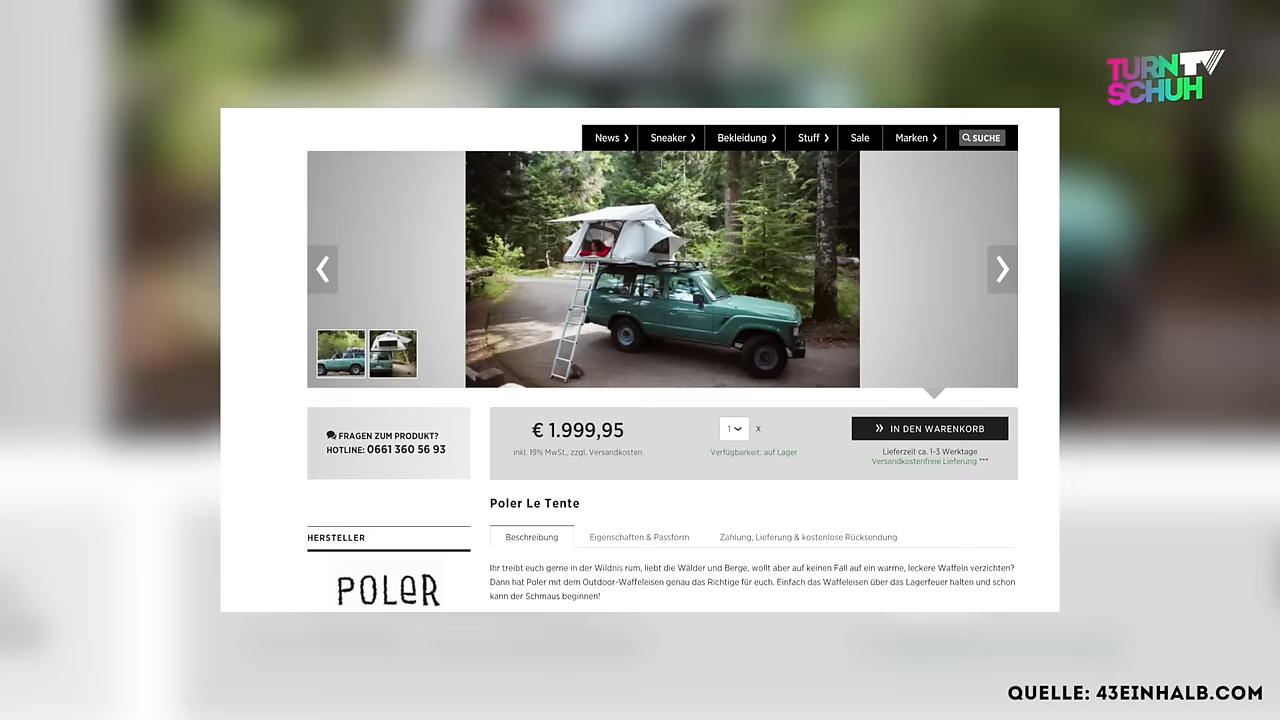 TURNTV
SCHUH
News
Sneaker
Bekleidung
Stuff
Sale
Marken
SUCHE
FRAGEN ZUM PRODUKT?
HOTLINE: 0661 360 56 93
€ 1.999,95
inkl. 19% MwSt., zzgl. Versandkosten
1
x
Verfügbarkeit: auf Lager
IN DEN WARENKORB
Lieferzeit ca. 1-3 Werktage
Versandkostenfreie Lieferung ***
Poler Le Tente
HERSTELLER
POLER
Beschreibung
Eigenschaften & Passform
Zahlung, Lieferung & kostenlose Rücksendung
Ihr treibt euch gerne in der Wildnis rum, liebt die Wälder und Berge, wollt aber auf keinen Fall auf ein warme, leckere Waffeln verzichten?
Dann hat Poler mit dem Outdoor-Waffeleisen genau das Richtige für euch. Einfach das Waffeleisen über das Lagerfeuer halten und schon
kann der Schmaus beginnen!
QUELLE: 43EINHALB.COM